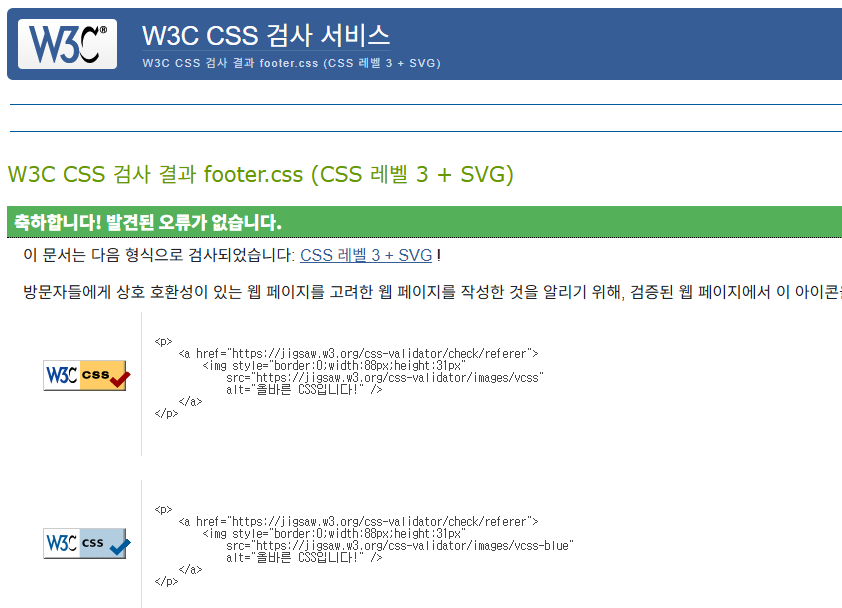 W3C®
W3C CSS 검사 서비스
W3C CSS 검사 결과 footer.css (CSS 레벨 3 + SVG)
W3C CSS 검사 결과 footer.css (CSS 레벨 3 + SVG)
축하합니다! 발견된 오류가 없습니다.
이 문서는 다음 형식으로 검사되었습니다: CSS 레벨 3 + SVG !
방문자들에게 상호 호환성이 있는 웹 페이지를 고려한 웹 페이지를 작성한 것을 알리기 위해, 검증된 웹 페이지에서 이 아이콘을
W3C css
<p>
<a href="https://jigsaw.w3.org/css-validator/check/referer">
<img style="border:0;width:88px;height:31px"
src="https://jigsaw.w3.org/css-validator/images/vcss"
alt="올바른 CSS입니다!" />
</a>
</p>
W3C css
<p>
<a href="https://jigsaw.w3.org/css-validator/check/referer">
<img style="border:0;width:88px;height:31px"
src="https://jigsaw.w3.org/css-validator/images/vcss-blue"
alt="올바른 CSS입니다!" />
</a>
</p>